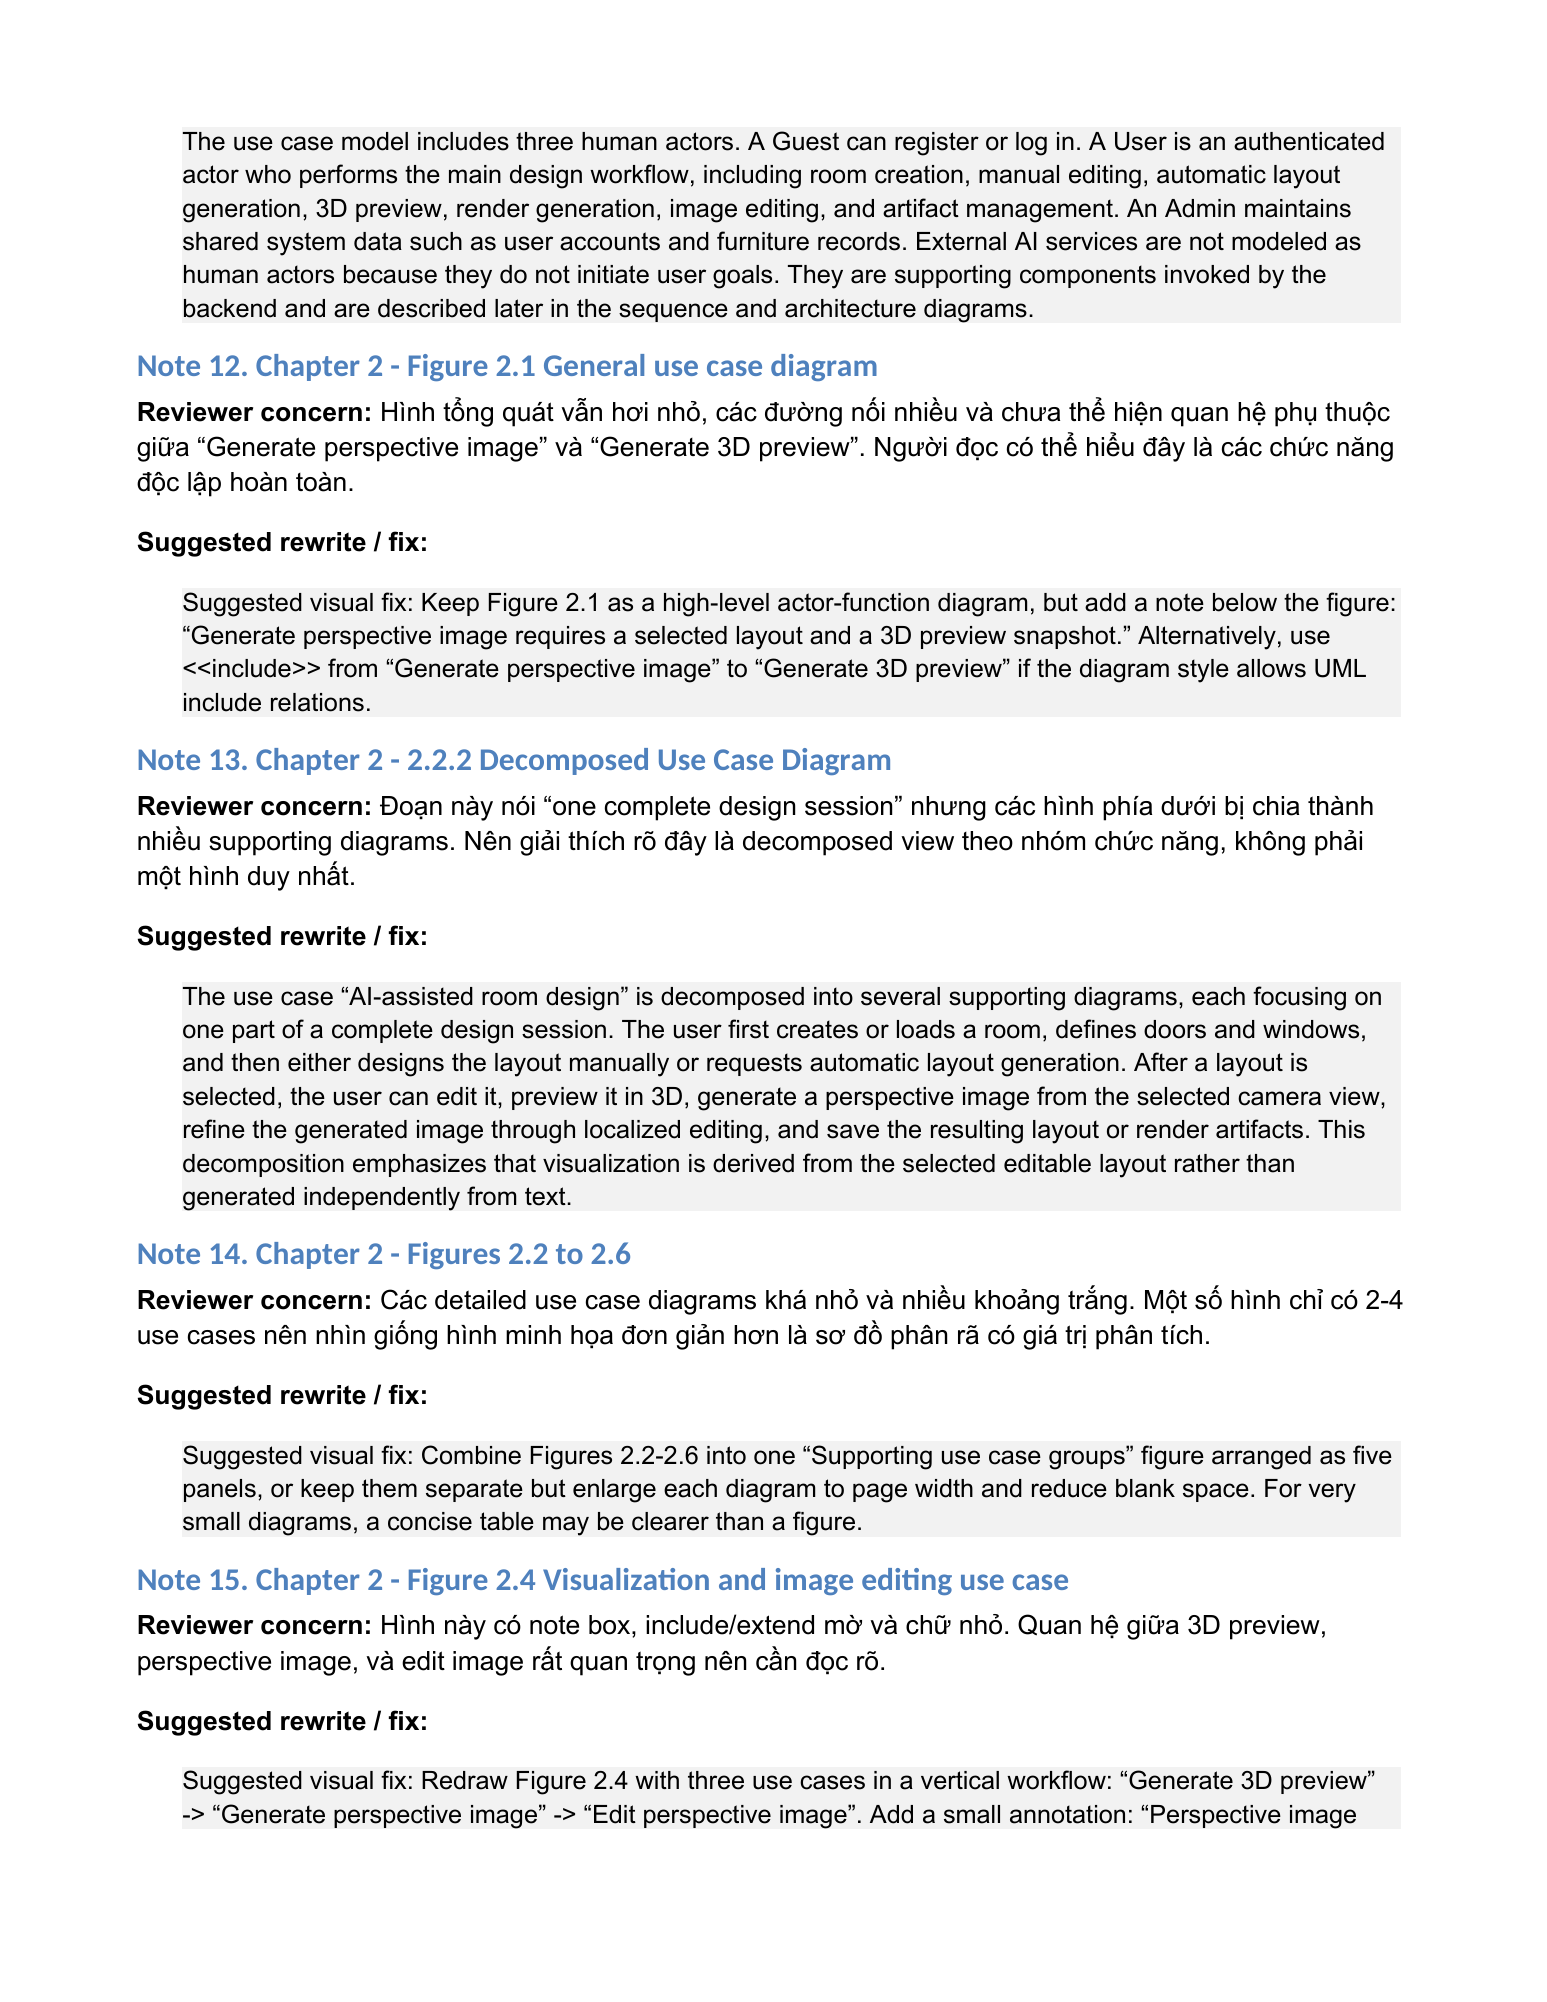 The use case model includes three human actors. A Guest can register or log in. A User is an authenticated
actor who performs the main design workflow, including room creation, manual editing, automatic layout
generation, 3D preview, render generation, image editing, and artifact management. An Admin maintains
shared system data such as user accounts and furniture records. External AI services are not modeled as
human actors because they do not initiate user goals. They are supporting components invoked by the
backend and are described later in the sequence and architecture diagrams.
Note 12. Chapter 2 - Figure 2.1 General use case diagram
Reviewer concern: Hình tổng quát vẫn hơi nhỏ, các đường nối nhiều và chưa thể hiện quan hệ phụ thuộc
giữa “Generate perspective image” và “Generate 3D preview”. Người đọc có thể hiểu đây là các chức năng
độc lập hoàn toàn.
Suggested rewrite / fix:
Suggested visual fix: Keep Figure 2.1 as a high-level actor-function diagram, but add a note below the figure:
“Generate perspective image requires a selected layout and a 3D preview snapshot.” Alternatively, use
<<include>> from “Generate perspective image” to “Generate 3D preview” if the diagram style allows UML
include relations.
Note 13. Chapter 2 - 2.2.2 Decomposed Use Case Diagram
Reviewer concern: Đoạn này nói “one complete design session” nhưng các hình phía dưới bị chia thành
nhiều supporting diagrams. Nên giải thích rõ đây là decomposed view theo nhóm chức năng, không phải
một hình duy nhất.
Suggested rewrite / fix:
The use case “AI-assisted room design” is decomposed into several supporting diagrams, each focusing on
one part of a complete design session. The user first creates or loads a room, defines doors and windows,
and then either designs the layout manually or requests automatic layout generation. After a layout is
selected, the user can edit it, preview it in 3D, generate a perspective image from the selected camera view,
refine the generated image through localized editing, and save the resulting layout or render artifacts. This
decomposition emphasizes that visualization is derived from the selected editable layout rather than
generated independently from text.
Note 14. Chapter 2 - Figures 2.2 to 2.6
Reviewer concern: Các detailed use case diagrams khá nhỏ và nhiều khoảng trắng. Một số hình chỉ có 2-4
use cases nên nhìn giống hình minh họa đơn giản hơn là sơ đồ phân rã có giá trị phân tích.
Suggested rewrite / fix:
Suggested visual fix: Combine Figures 2.2-2.6 into one “Supporting use case groups” figure arranged as five
panels, or keep them separate but enlarge each diagram to page width and reduce blank space. For very
small diagrams, a concise table may be clearer than a figure.
Note 15. Chapter 2 - Figure 2.4 Visualization and image editing use case
Reviewer concern: Hình này có note box, include/extend mờ và chữ nhỏ. Quan hệ giữa 3D preview,
perspective image, và edit image rất quan trọng nên cần đọc rõ.
Suggested rewrite / fix:
Suggested visual fix: Redraw Figure 2.4 with three use cases in a vertical workflow: “Generate 3D preview”
-> “Generate perspective image” -> “Edit perspective image”. Add a small annotation: “Perspective image